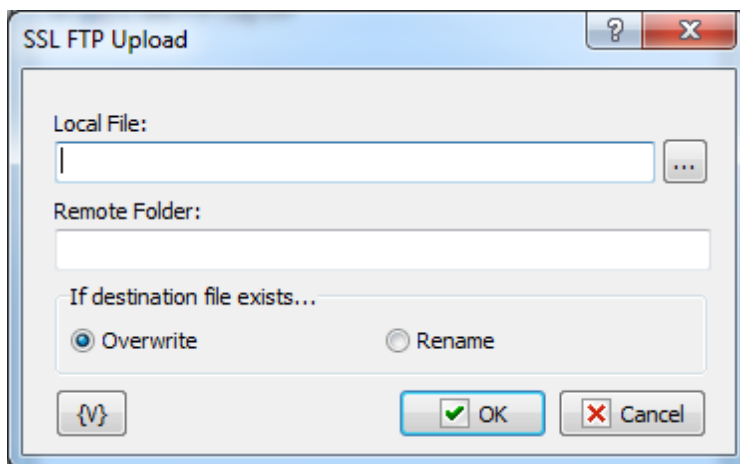 SSL FTP Upload
Local File:
...
Remote Folder:
If destination file exists...
Overwrite
Rename
{V}
OK
Cancel